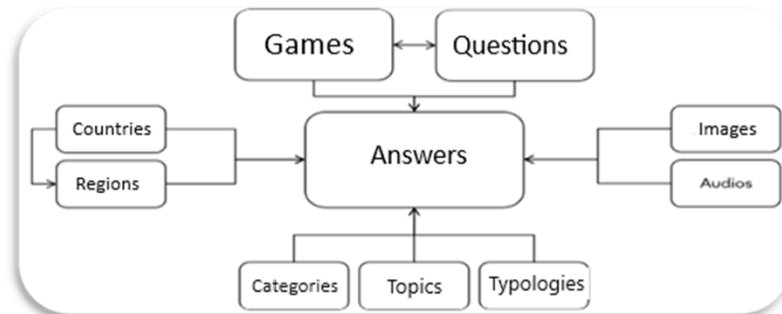 Games
Questions
Countries
Answers
Images
Regions
Audios
Categories
Topics
Typologies